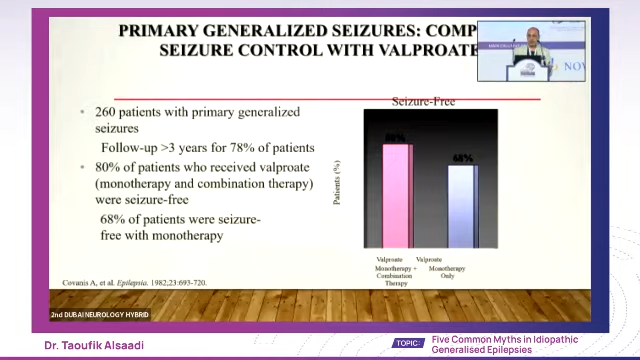 PRIMARY GENERALIZED SEIZURES: COMP
SEIZURE CONTROL WITH VALPROATE
NOV
• 260 patients with primary generalized
seizures
Follow-up >3 years for 78% of patients
• 80% of patients who received valproate
(monotherapy and combination therapy)
were seizure-free
68% of patients were seizure-
free with monotherapy
Seizure-Free
Patients (%)
80%
68%
Valproate
Monotherapy +
Combination
Therapy
Valproate
Monotherapy
Only
Covanis A, et al. Epilepsia. 1982;23:693-720.
2nd DUBAI NEUROLOGY HYBRID
Dr. Taoufik Alsaadi
TOPIC:
Five Common Myths in Idiopathic
Generalised Epilepsies